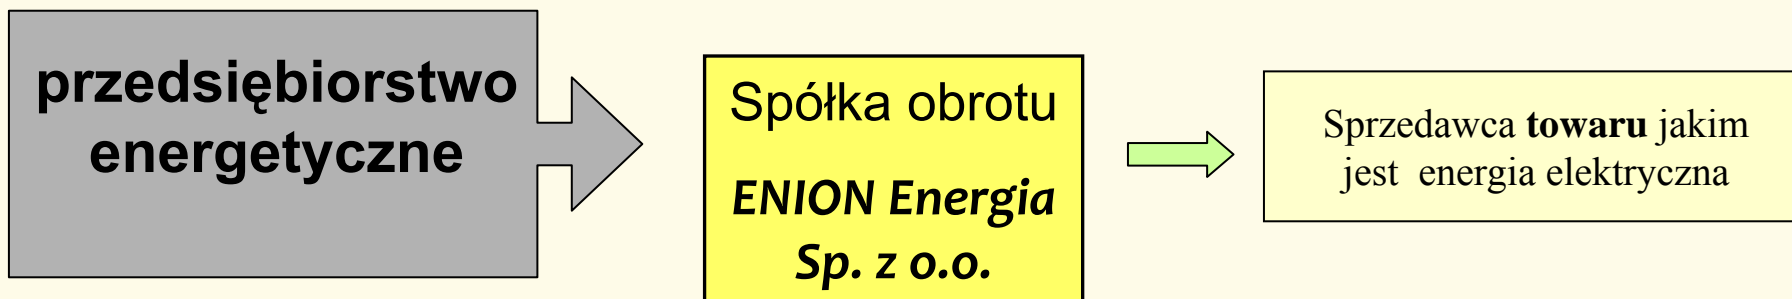 przedsiębiorstwo
energetyczne
Spółka obrotu
ENION Energia
Sp. z o.o.
Sprzedawca towaru jakim
jest energia elektryczna